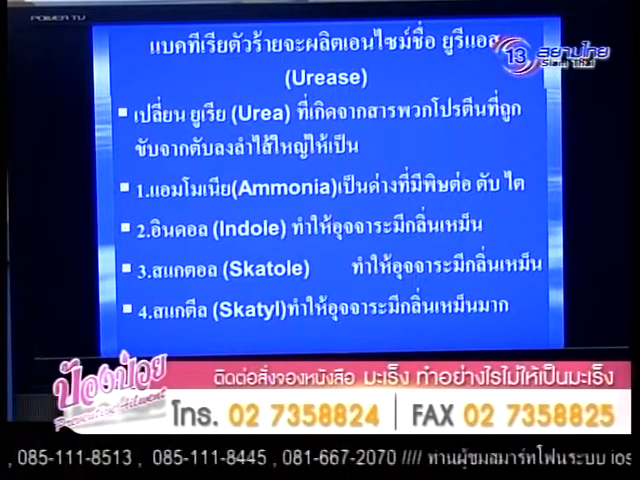 POWER TV
แบคทีเรียตัวร้ายจะผลิตเอนไซม์ชื่อ ยูรีแอส
(Urease)
13 สยามไทย
Siam Thai
เปลี่ยน ยูเรีย (Urea) ที่เกิดจากสารพวกโปรตีนที่ถูก
ขับจากตับลงลำไส้ใหญ่ให้เป็น
1.แอมโมเนีย(Ammonia)เป็นด่างที่มีพิษต่อ ตับ ไต
2.อินดอล (Indole) ทำให้อุจจาระมีกลิ่นเหม็น
3.สแกตอล (Skatole) ทำให้อุจจาระมีกลิ่นเหม็น
4.สแกตีล (Skatyl)ทำให้อุจจาระมีกลิ่นเหม็นมาก
ป้องป่วย
Preventive Ailment
ติดต่อสั่งจองหนังสือ มะเร็ง ทำอย่างไรไม่ให้เป็นมะเร็ง
โทร. 02 7358824 | FAX 02 7358825
, 085-111-8513 , 085-111-8445 , 081-667-2070 //// ท่านผู้ชมสมาร์ทโฟนระบบ ios